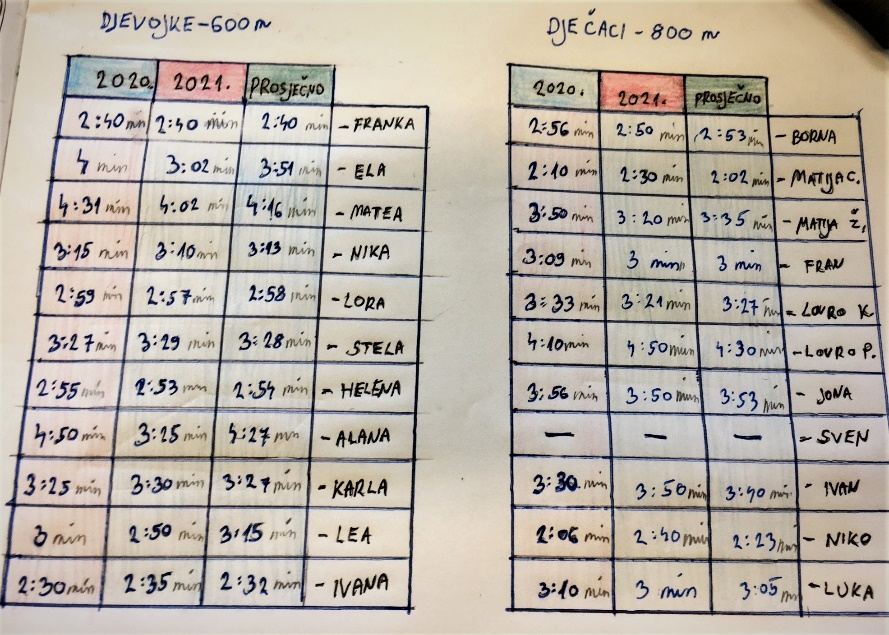 DJEVOJKE-600 m
2020. 2021. PROSJEČNO
2:40 min 2:40 min 2:40 min - FRANKA
4 min 3:02 min 3:51 min - ELA
4:31 min 4:02 min 4:16 min - MATEA
3:15 min 3:10 min 3:13 min - NIKA
2:59 min 2:57 min 2:58 min - LORA
3:27 min 3:29 min 3:28 min - STELA
2:55 min 2:53 min 2:54 min - HELENA
4:50 min 3:25 min 4:27 min - ALANA
3:25 min 3:30 min 3:27 min - KARLA
3 min 2:50 min 3:15 min - LEA
2:30 min 2:35 min 2:32 min - IVANA
DJEČACI - 800 m
2020. 2021. PROSJEČNO
2:56 min 2:50 min 2:53 min - BORNA
2:10 min 2:30 min 2:02 min - MATIJA C.
3:50 min 3:20 min 3:35 min - MATIJA Ž.
3:09 min 3 min 3 min - FRAN
3:33 min 3:21 min 3:27 min - LOVRO K
4:10 min 4:50 min 4:30 min - LOVRO P.
3:56 min 3:50 min 3:53 min - JONA
— — — - SVEN
3:30 min 3:50 min 3:40 min - IVAN
2:06 min 2:40 min 2:23 min - NIKO
3:10 min 3 min 3:05 min - LUKA